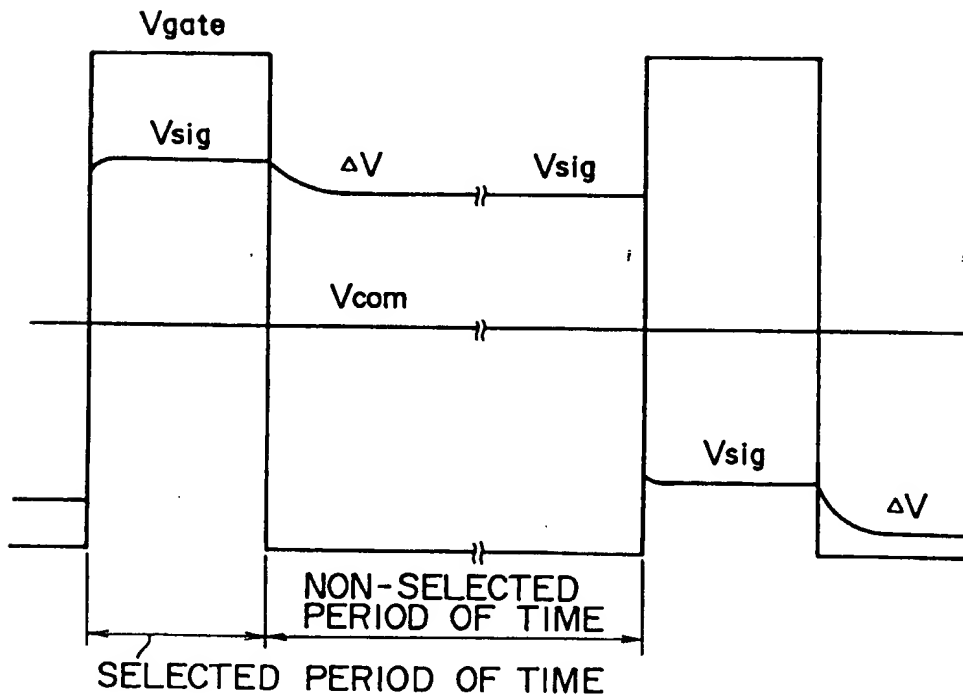 Vgate
Vsig
ΔV
Vsig
Vcom
Vsig
ΔV
NON-SELECTED
PERIOD OF TIME
SELECTED PERIOD OF TIME